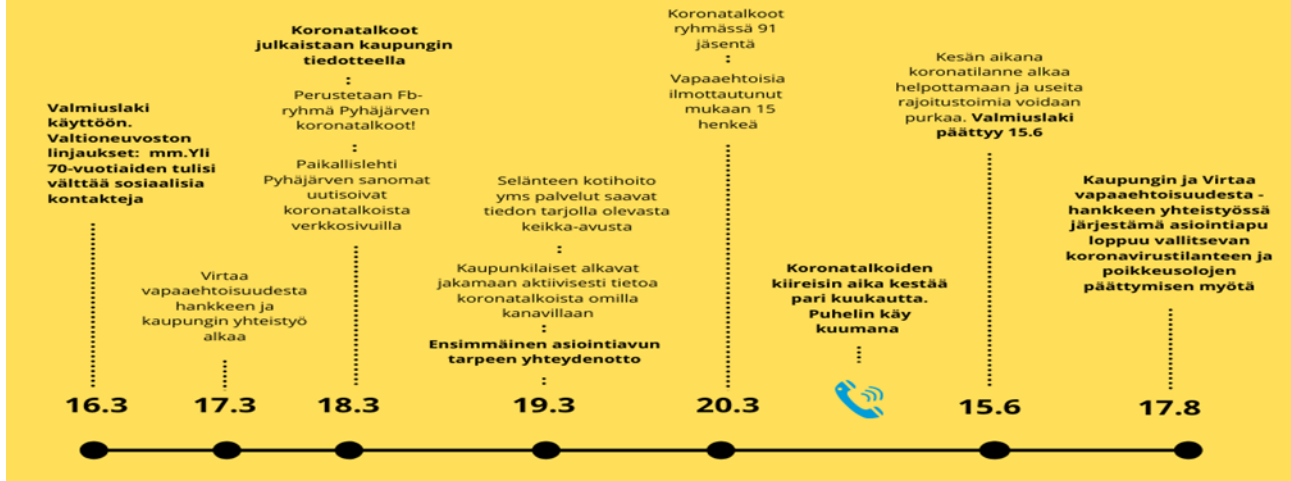 Valmiuslaki
käyttöön.
Valtioneuvoston
linjaukset: mm.Yli
70-vuotiaiden tulisi
välttää sosiaalisia
kontakteja
16.3
Virtaa
vapaaehtoisuudesta
hankkeen ja
kaupungin yhteistyö
alkaa
17.3
Koronatalkoot
julkaistaan kaupungin
tiedotteella
Perustetaan Fb-
ryhmä Pyhäjärven
koronatalkoot!
Paikallislehti
Pyhäjärven sanomat
uutisoivat
koronatalkoista
verkkosivuilla
18.3
Selänteen kotihoito
yms palvelut saavat
tiedon tarjolla olevasta
keikka-avusta
Kaupunkilaiset alkavat
jakamaan aktiivisesti tietoa
koronatalkoista omilla
kanavillaan
Ensimmäinen asiointiavun
tarpeen yhteydenotto
19.3
Koronatalkoot
ryhmässä 91
jäsentä
Vapaaehtoisia
ilmottautunut
mukaan 15
henkeä
20.3
Koronatalkoiden
kiireisin aika kestää
pari kuukautta.
Puhelin käy
kuumana
Kesän aikana
koronatilanne alkaa
helpottamaan ja useita
rajoitustoimia voidaan
purkaa. Valmiuslaki
päättyy 15.6
15.6
Kaupungin ja Virtaa
vapaaehtoisuudesta -
hankkeen yhteistyössä
järjestämä asiointiapu
loppuu vallitsevan
koronavirustilanteen ja
poikkeusolojen
päättymisen myötä
17.8